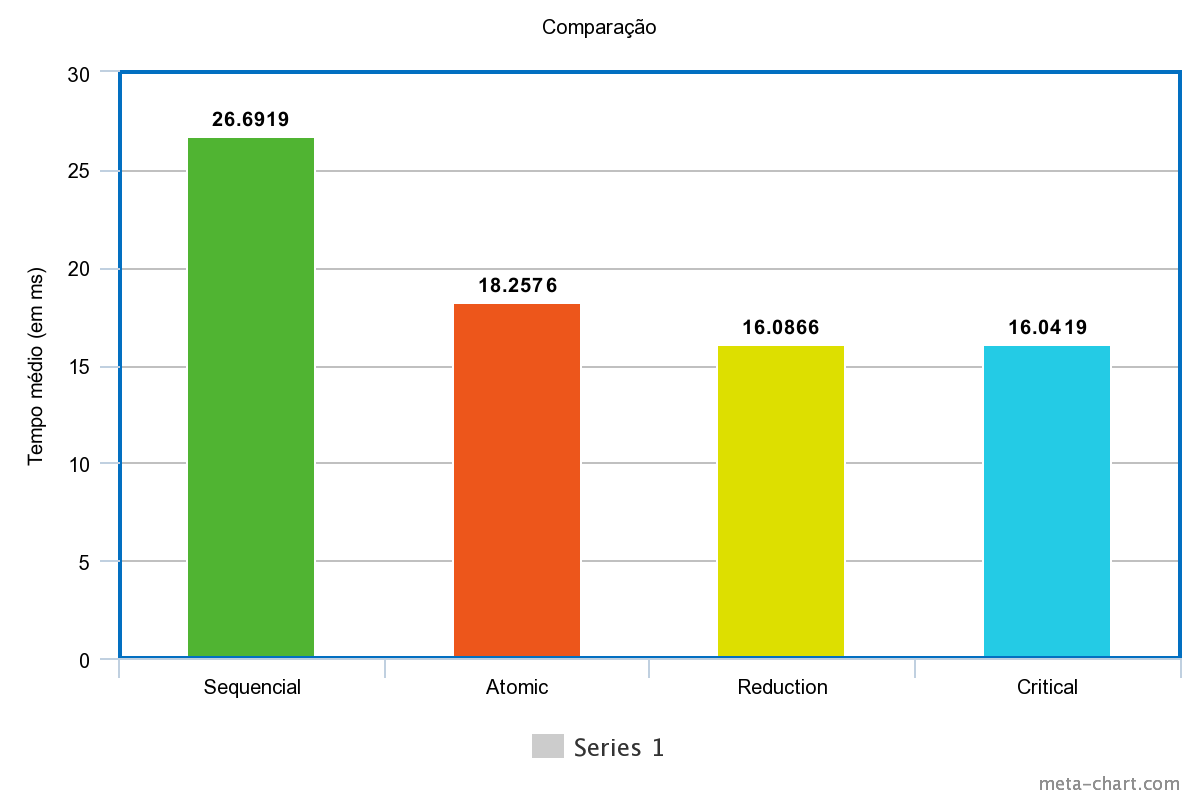 Comparação
30
25
20
15
10
5
0
Tempo médio (em ms)
26.6919
18.2576
16.0866
16.0419
Sequencial
Atomic
Reduction
Critical
Series 1
meta-chart.com